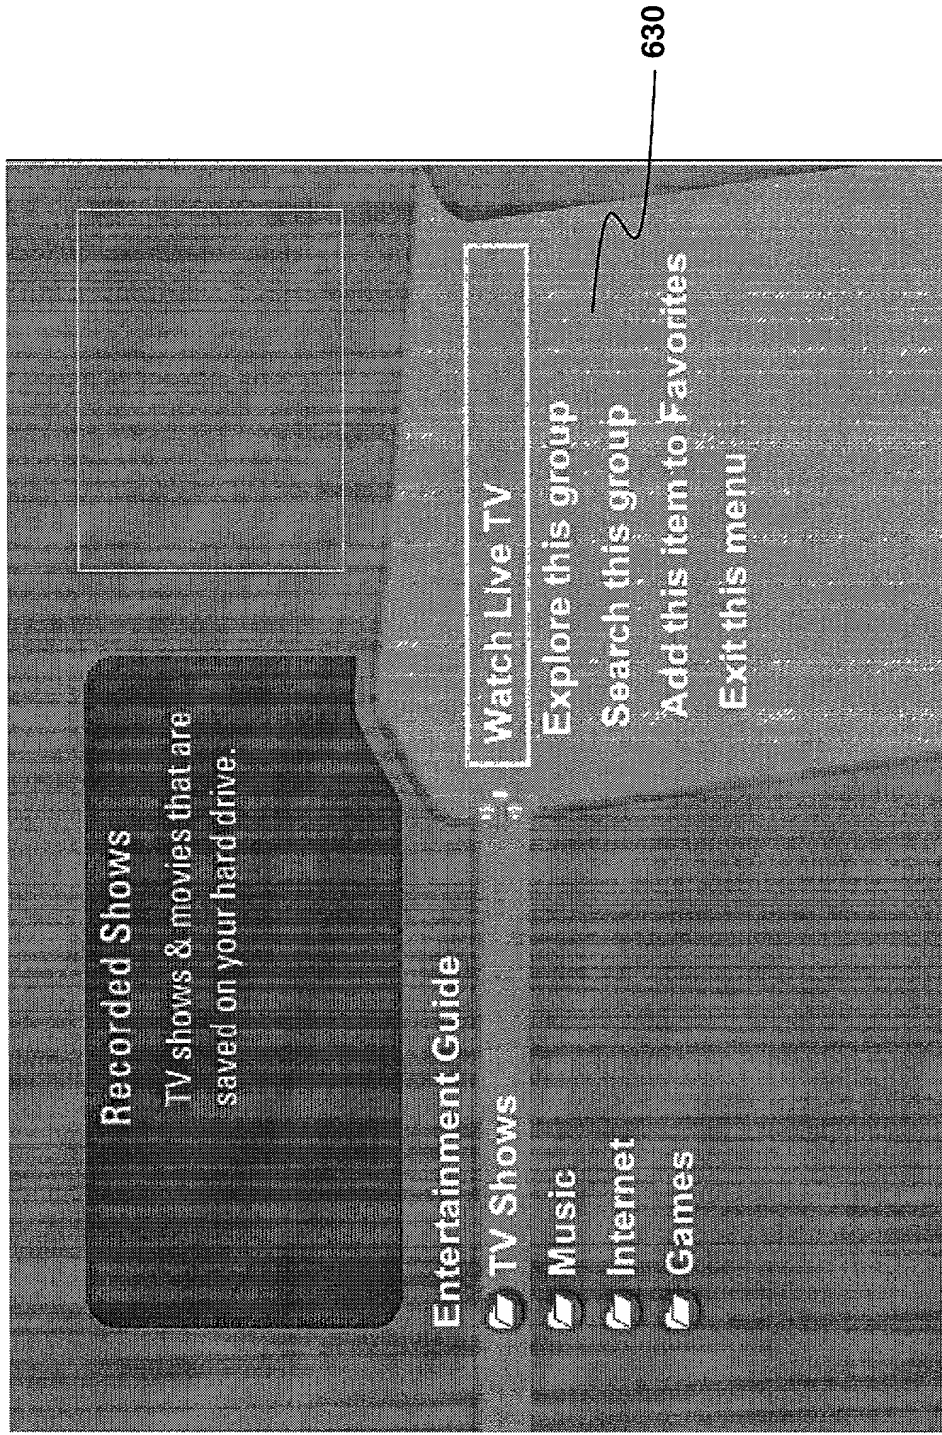 Recorded Shows
TV shows & movies that are
saved on your hard drive.
Entertainment Guide
TV Shows
Music
Internet
Games
Watch Live TV
Explore this group
Search this group
Add this item to Favorites
Exit this menu
630